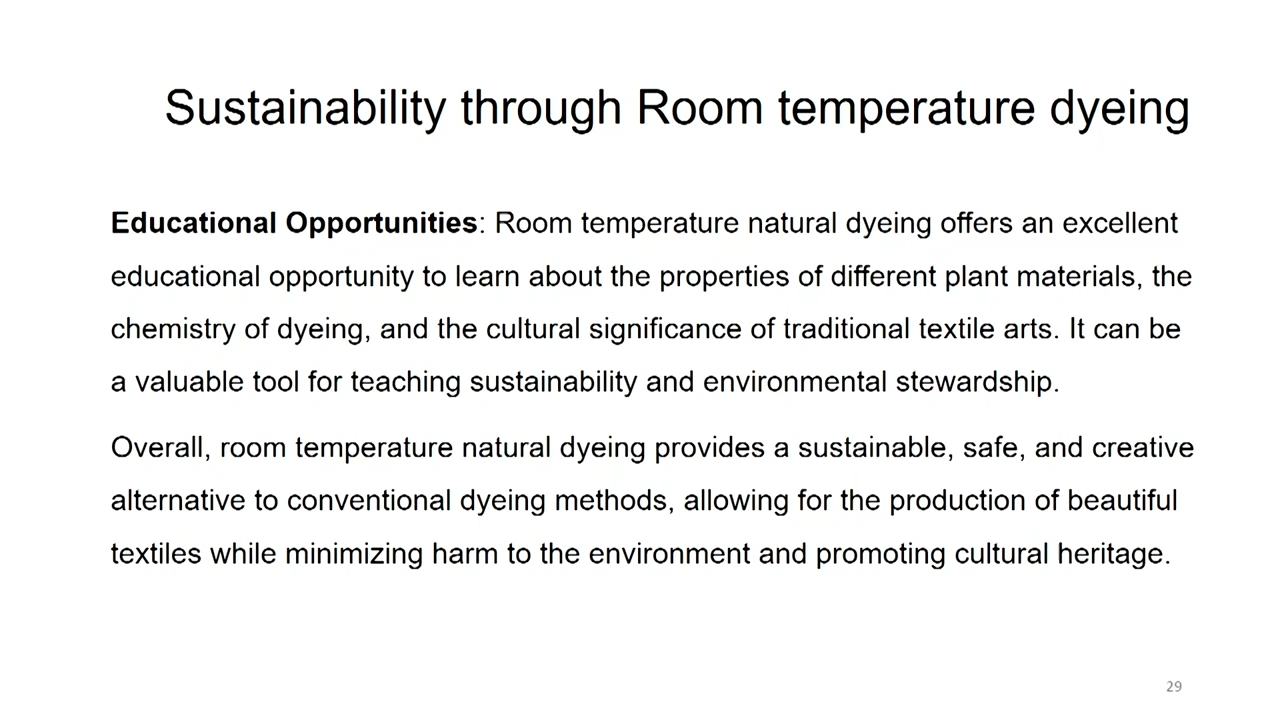 Sustainability through Room temperature dyeing
Educational Opportunities: Room temperature natural dyeing offers an excellent
educational opportunity to learn about the properties of different plant materials, the
chemistry of dyeing, and the cultural significance of traditional textile arts. It can be
a valuable tool for teaching sustainability and environmental stewardship.
Overall, room temperature natural dyeing provides a sustainable, safe, and creative
alternative to conventional dyeing methods, allowing for the production of beautiful
textiles while minimizing harm to the environment and promoting cultural heritage.
29